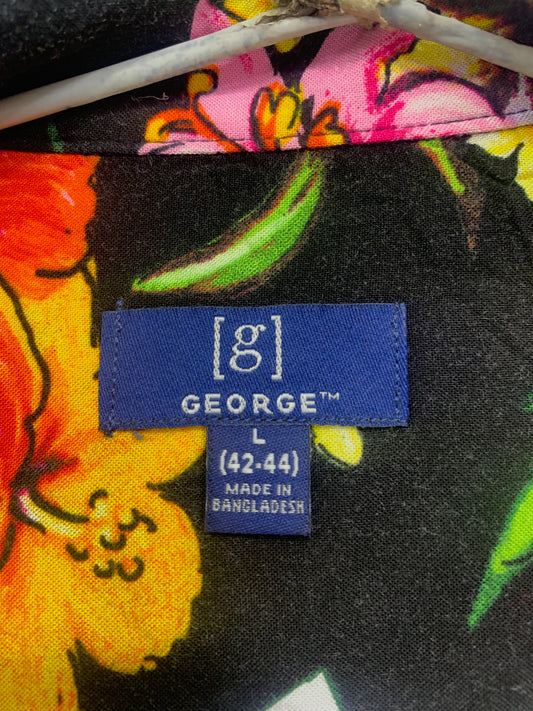 [g]
GEORGE™
L
(42-44)
MADE IN
BANGLADESH